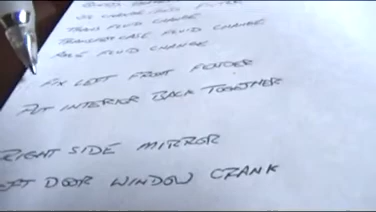 CHANGE
TRANS FLUID CHANGE
TRANSFER CASE FLUID CHANGE
AXLE FLUID CHANGE
FIX LEFT FRONT FENDER
PUT INTERIOR BACK TOGETHER
RIGHT SIDE MIRROR
DOOR WINDOW CRANK